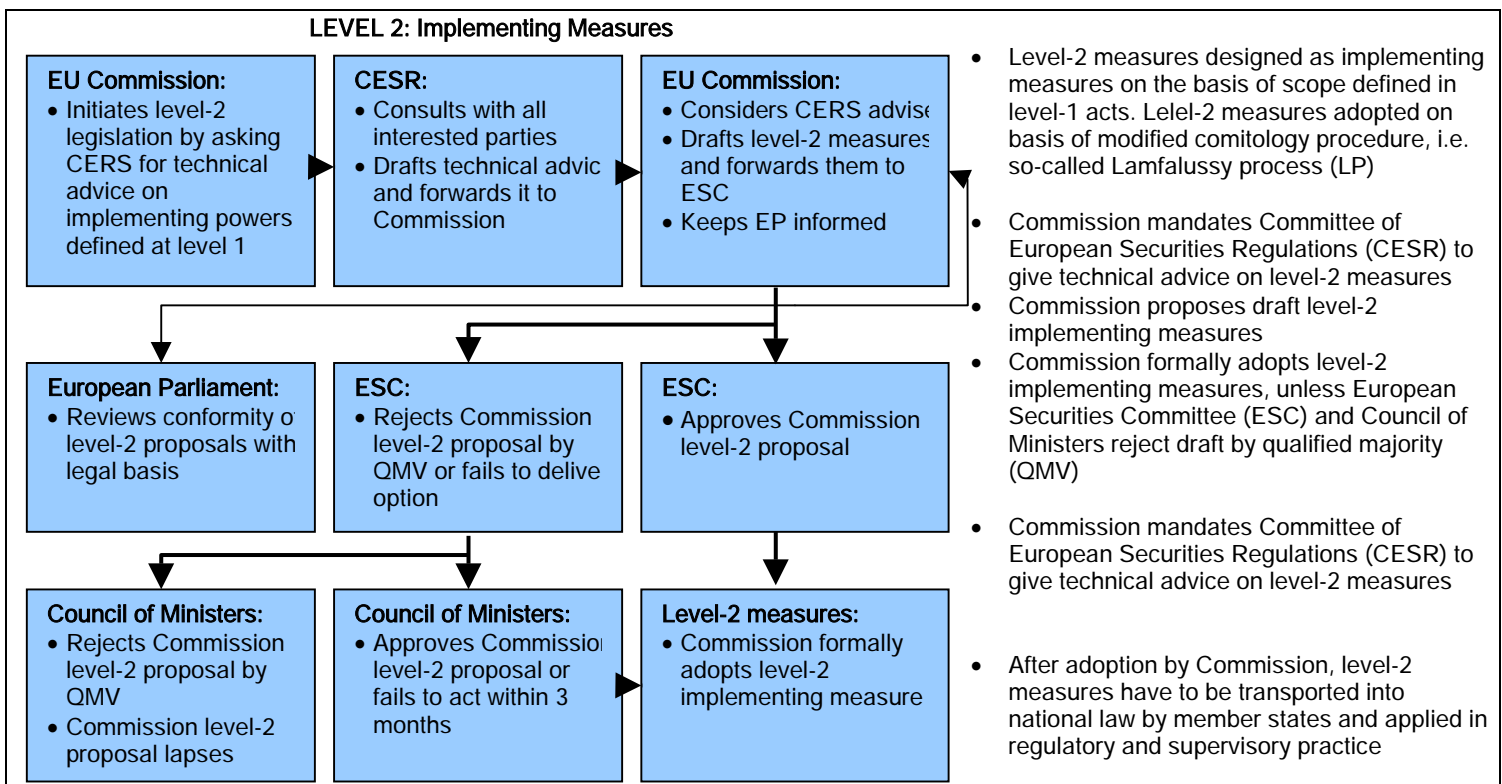 LEVEL 2: Implementing Measures
EU Commission:
• Initiates level-2
legislation by asking
CERS for technical
advice on
implementing powers
defined at level 1
CESR:
• Consults with all
interested parties
• Drafts technical advic
and forwards it to
Commission
EU Commission:
• Considers CERS advise
• Drafts level-2 measures
and forwards them to
ESC
• Keeps EP informed
European Parliament:
• Reviews conformity of
level-2 proposals with
legal basis
ESC:
• Rejects Commission
level-2 proposal by
QMV or fails to delive
option
ESC:
• Approves Commission
level-2 proposal
Council of Ministers:
• Rejects Commission
level-2 proposal by
QMV
• Commission level-2
proposal lapses
Council of Ministers:
• Approves Commission
level-2 proposal or
fails to act within 3
months
Level-2 measures:
• Commission formally
adopts level-2
implementing measure
• Level-2 measures designed as implementing
measures on the basis of scope defined in
level-1 acts. Lelel-2 measures adopted on
basis of modified comitology procedure, i.e.
so-called Lamfalussy process (LP)
• Commission mandates Committee of
European Securities Regulations (CESR) to
give technical advice on level-2 measures
• Commission proposes draft level-2
implementing measures
• Commission formally adopts level-2
implementing measures, unless European
Securities Committee (ESC) and Council of
Ministers reject draft by qualified majority
(QMV)
• Commission mandates Committee of
European Securities Regulations (CESR) to
give technical advice on level-2 measures
• After adoption by Commission, level-2
measures have to be transported into
national law by member states and applied in
regulatory and supervisory practice